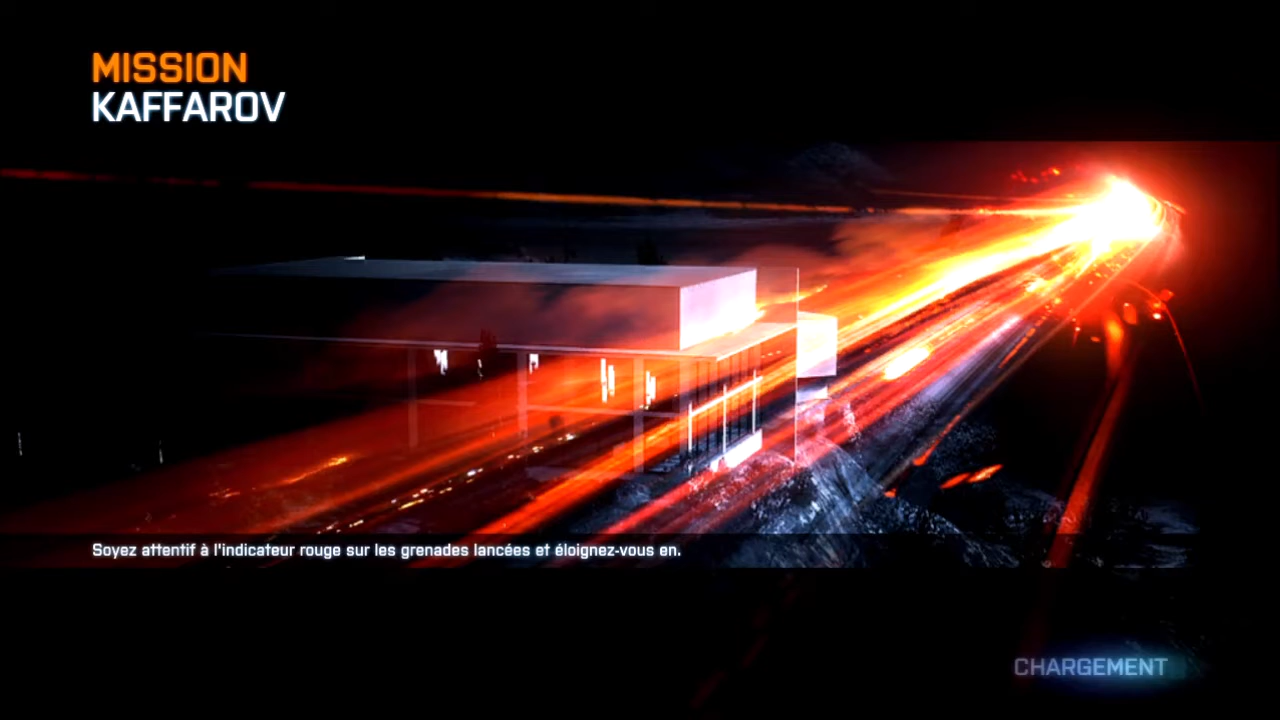 MISSION
KAFFAROV
Soyez attentif à l'indicateur rouge sur les grenades lancées et éloignez-vous en.
CHARGEMENT